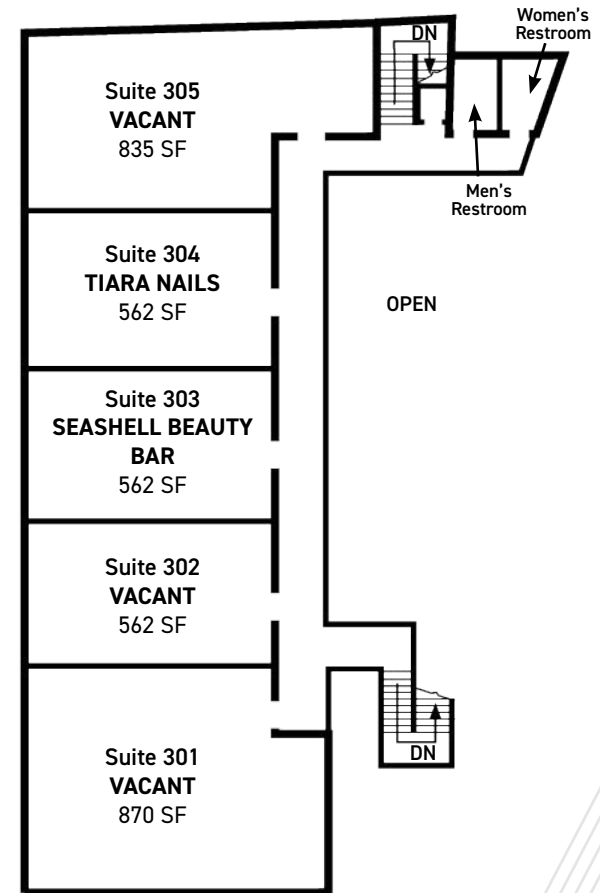 Women's
Restroom
DN
Suite 305
VACANT
835 SF
Men's
Restroom
Suite 304
TIARA NAILS
562 SF
OPEN
Suite 303
SEASHELL BEAUTY
BAR
562 SF
Suite 302
VACANT
562 SF
DN
Suite 301
VACANT
870 SF